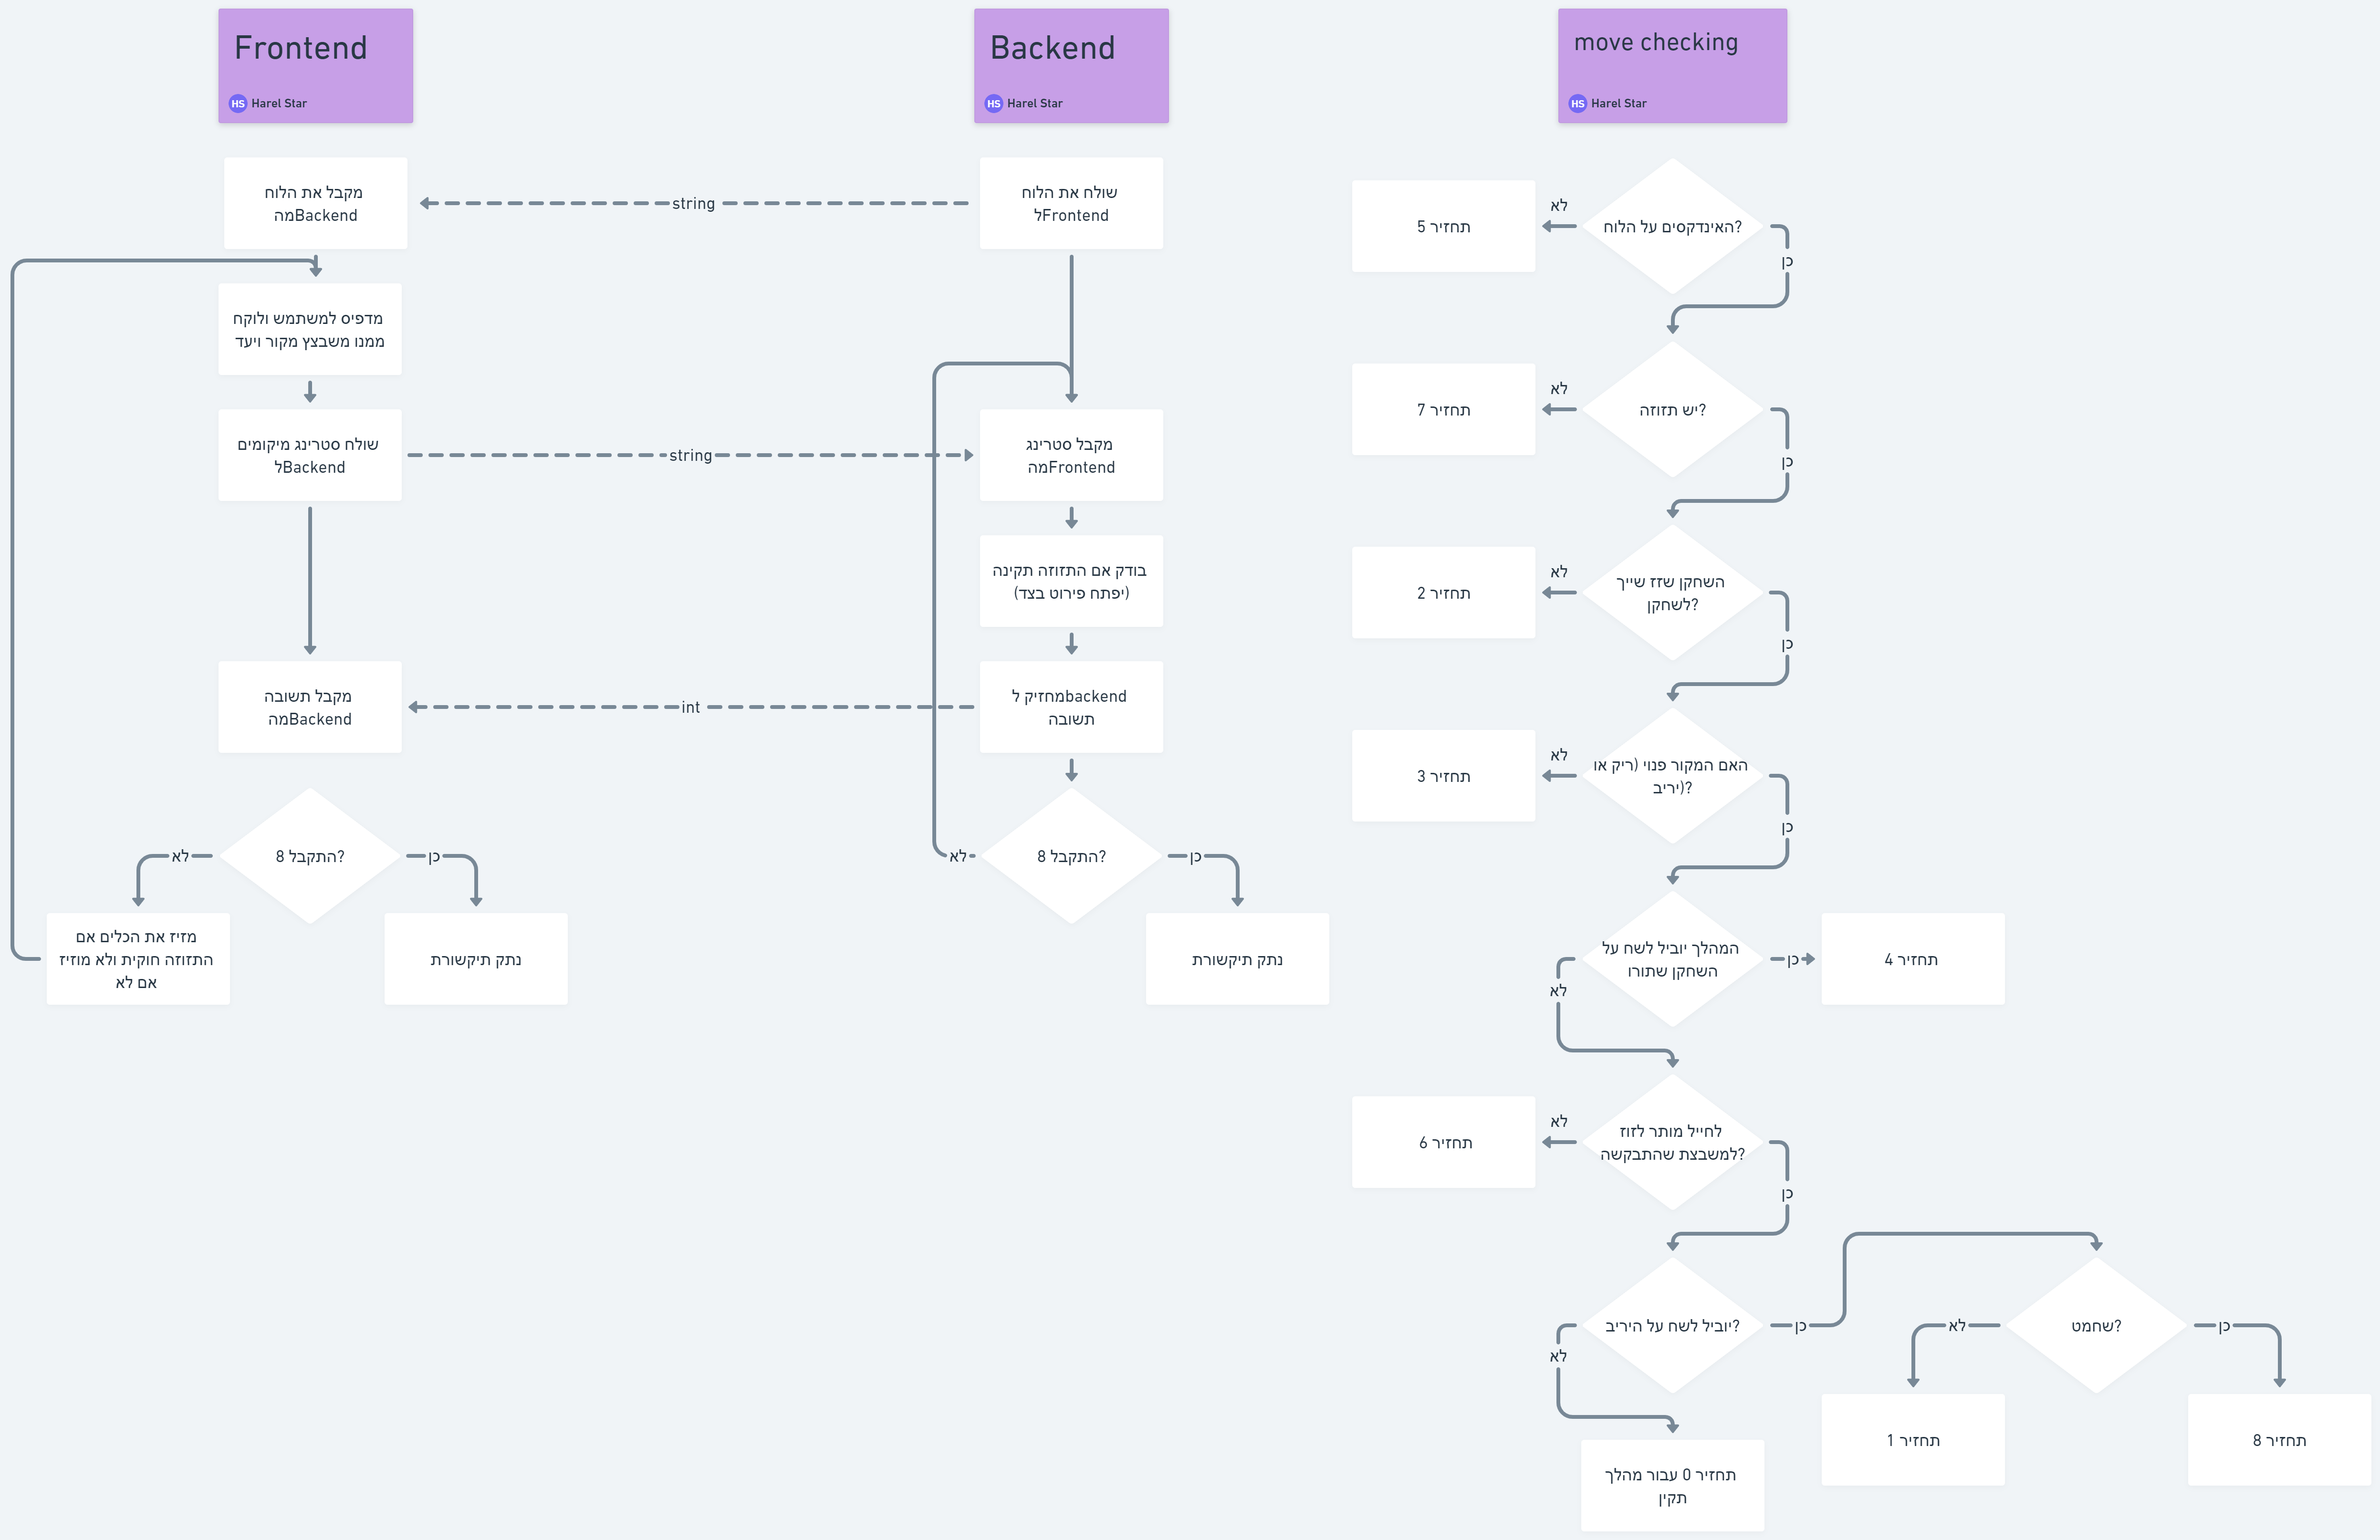 Frontend
HS Harel Star
מקבל את הלוח
מהBackend
מדפיס למשתמש ולוקח
ממנו משבצץ מקור ויעד
שולח סטרינג מיקומים
לBackend
מקבל תשובה
מהBackend
התקבל 8?
לא
כן
מזיז את הכלים אם
התזוזה חוקית ולא מוזיז
אם לא
נתק תיקשורת
string
string
int
Backend
HS Harel Star
שולח את הלוח
לFrontend
מקבל סטרינג
מהFrontend
בודק אם התזוזה תקינה
(יפתח פירוט בצד)
מחזיק לbackend
תשובה
התקבל 8?
לא
כן
נתק תיקשורת
move checking
HS Harel Star
האינדקסים על הלוח?
לא
תחזיר 5
כן
יש תזוזה?
לא
תחזיר 7
כן
השחקן שזז שייך
לשחקן?
לא
תחזיר 2
כן
האם המקור פנוי (ריק או
יריב)?
לא
תחזיר 3
כן
המהלך יוביל לשח על
השחקן שתורו
כן
תחזיר 4
לא
לחייל מותר לזוז
למשבצת שהתבקשה?
לא
תחזיר 6
כן
יוביל לשח על היריב?
כן
לא
שחמט?
לא
כן
תחזיר 1
תחזיר 8
תחזיר 0 עבור מהלך
תקין